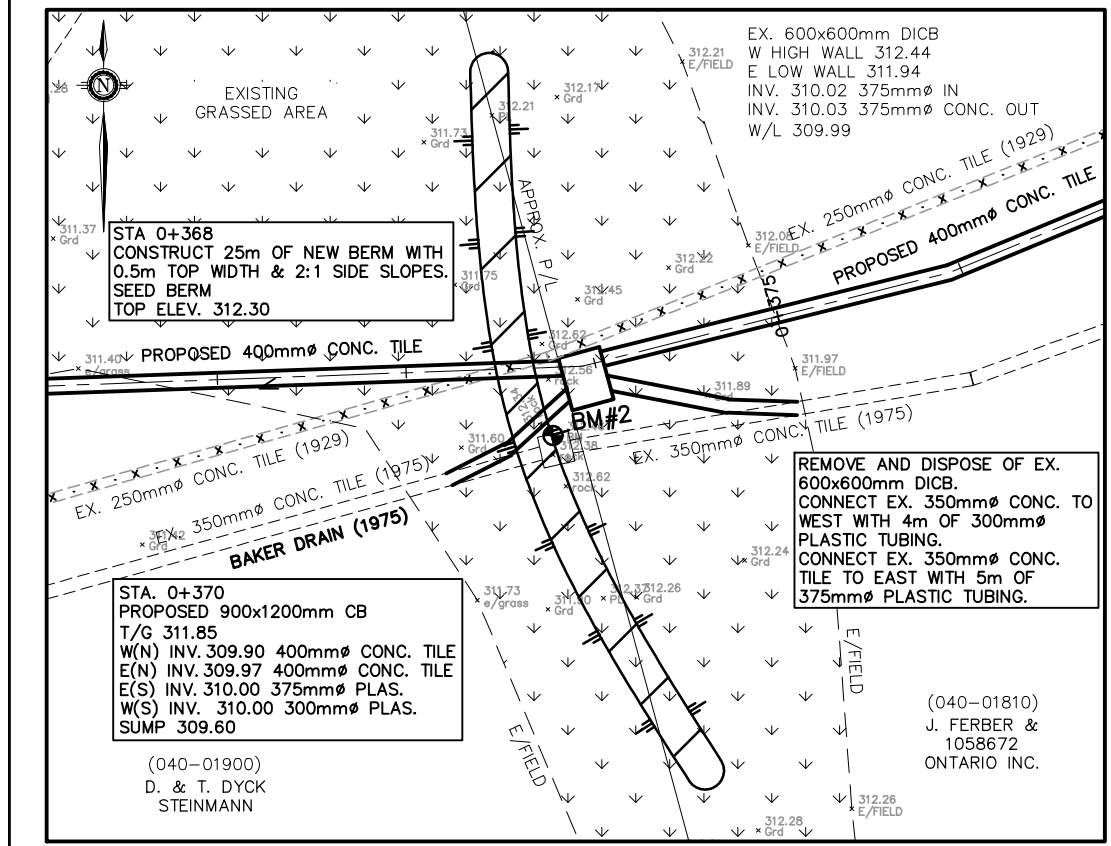 EX. 600x600mm DICB
W HIGH WALL 312.44
E LOW WALL 311.94
INV. 310.02 375mmø IN
INV. 310.03 375mmø CONC. OUT
W/L 309.99
N
EXISTING
GRASSED AREA
312.21
E/FIELD
312.17
Grd
312.21
311.73
Grd
311.37
Grd
APPROX. P/L
EX. 250mmø CONC. TILE (1929)
PROPOSED 400mmø CONC. TILE
312.08
E/FIELD
312.22
Grd
STA 0+368
CONSTRUCT 25m OF NEW BERM WITH
0.5m TOP WIDTH & 2:1 SIDE SLOPES.
SEED BERM
TOP ELEV. 312.30
0+375
312.62
Grd
PROPOSED 400mmø CONC. TILE
311.40
e/grass
312.56
rock
311.97
E/FIELD
311.89
Grd
BM#2
312.38
rock
311.60
Grd
312.62
rock
EX. 250mmø CONC. TILE (1929)
EX. 350mmø CONC. TILE (1975)
EX. 350mmø CONC. TILE (1975)
BAKER DRAIN (1975)
Grd
REMOVE AND DISPOSE OF EX.
600x600mm DICB.
CONNECT EX. 350mmø CONC. TO
WEST WITH 4m OF 300mmø
PLASTIC TUBING.
CONNECT EX. 350mmø CONC.
TILE TO EAST WITH 5m OF
375mmø PLASTIC TUBING.
312.24
Grd
STA. 0+370
PROPOSED 900x1200mm CB
T/G 311.85
W(N) INV. 309.90 400mmø CONC. TILE
E(N) INV. 309.97 400mmø CONC. TILE
E(S) INV. 310.00 375mmø PLAS.
W(S) INV. 310.00 300mmø PLAS.
SUMP 309.60
311.73
e/grass
Grd
312.26
Grd
E/FIELD
E/FIELD
(040-01900)
D. & T. DYCK
STEINMANN
(040-01810)
J. FERBER &
1058672
ONTARIO INC.
312.26
E/FIELD
312.28
Grd